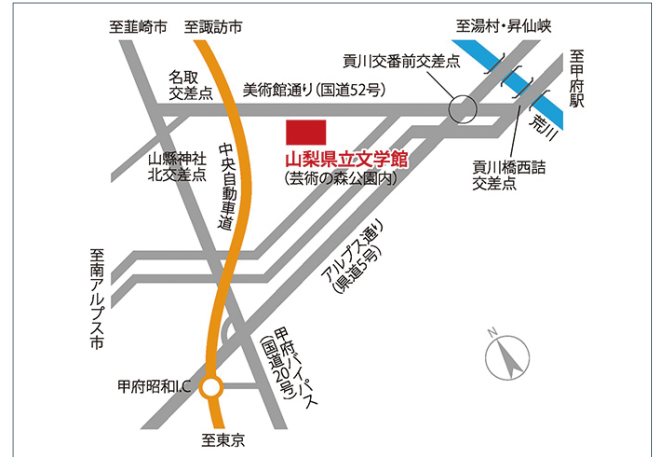 至韮崎市
至諏訪市
至湯村・昇仙峡
至甲府駅
貢川交番前交差点
名取
交差点
美術館通り(国道52号)
荒川
山梨県立文学館
(芸術の森公園内)
貢川橋西詰
交差点
山縣神社
北交差点
中央自動車道
至南アルプス市
アルプス通り
(県道5号)
甲府バイパス
(国道20号)
N
甲府昭和I.C
至東京